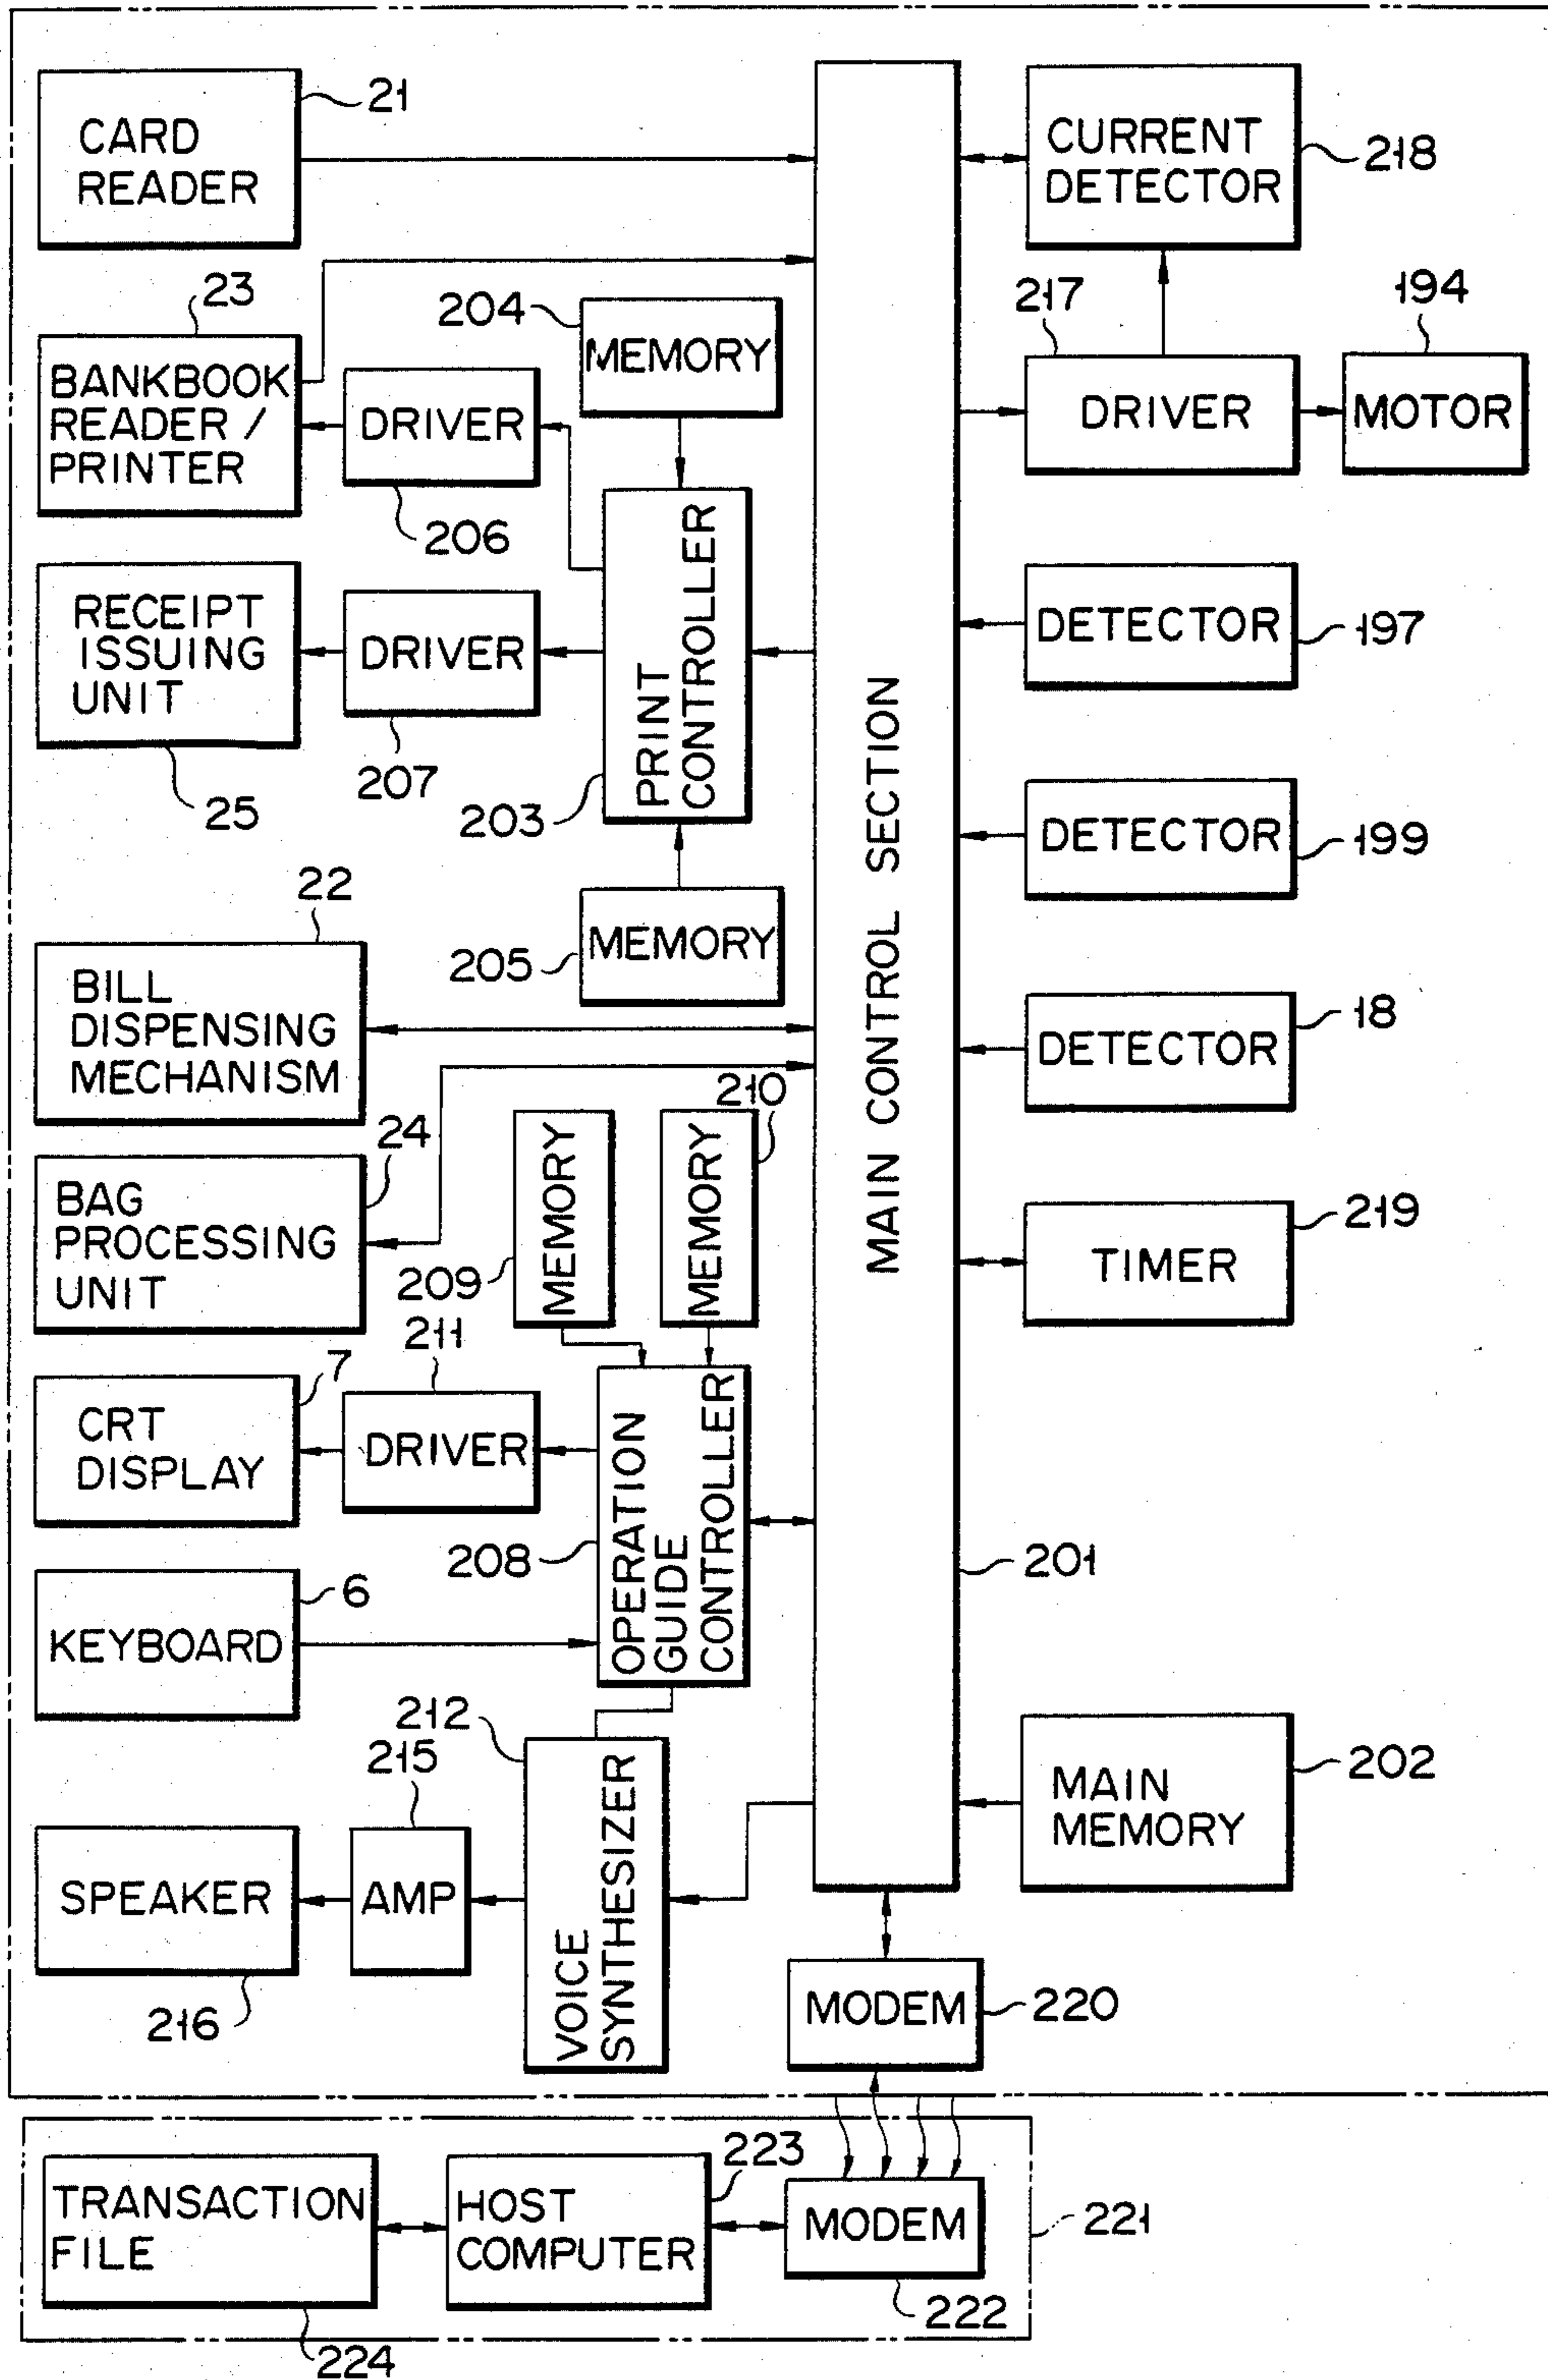 21
CARD
READER
CURRENT
DETECTOR
218
23
BANKBOOK
READER /
PRINTER
204
MEMORY
DRIVER
206
217
DRIVER
194
MOTOR
RECEIPT
ISSUING
UNIT
25
DRIVER
207
PRINT
CONTROLLER
203
DETECTOR
197
MEMORY
205
DETECTOR
199
MAIN CONTROL SECTION
201
22
BILL
DISPENSING
MECHANISM
DETECTOR
18
24
BAG
PROCESSING
UNIT
MEMORY
209
MEMORY
210
TIMER
219
7
CRT
DISPLAY
211
DRIVER
OPERATION
GUIDE
CONTROLLER
208
6
KEYBOARD
212
VOICE
SYNTHESIZER
215
AMP
SPEAKER
216
MAIN
MEMORY
202
MODEM
220
TRANSACTION
FILE
224
HOST
COMPUTER
223
MODEM
222
221